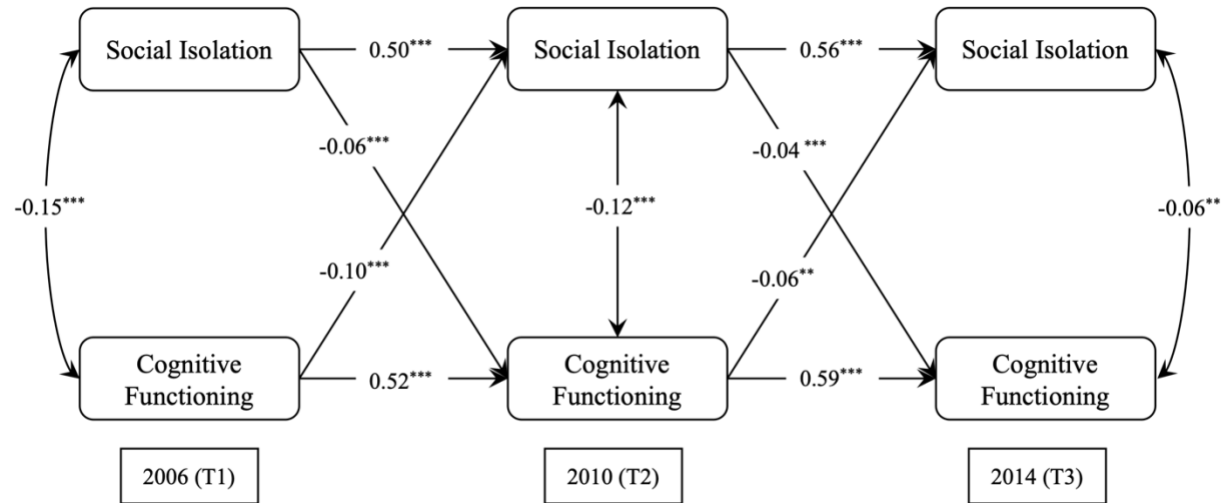 Social Isolation
0.50***
Social Isolation
0.56***
Social Isolation
-0.06***
-0.04 ***
-0.15***
-0.12***
-0.06**
-0.10***
-0.06**
Cognitive
Functioning
0.52***
Cognitive
Functioning
0.59***
Cognitive
Functioning
2006 (T1)
2010 (T2)
2014 (T3)